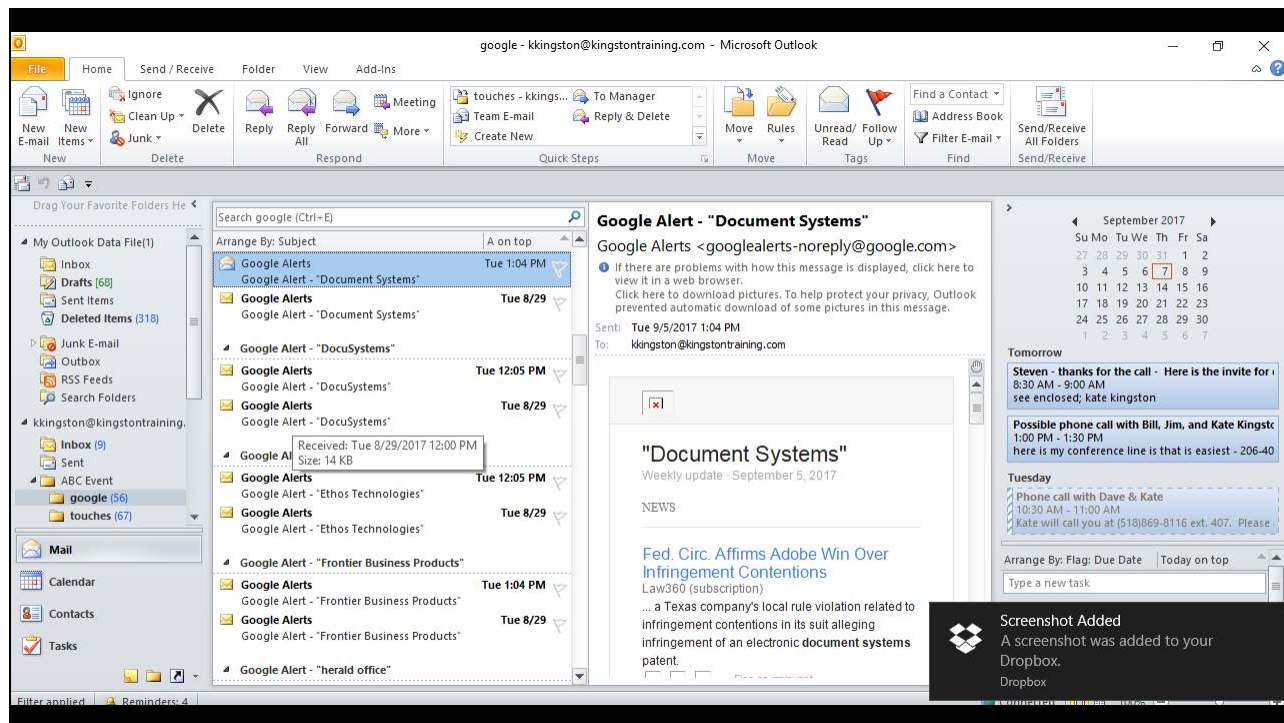 google - kkingston@kingstontraining.com - Microsoft Outlook
File Home Send / Receive Folder View Add-Ins
New E-mail
New Items
Ignore
Clean Up
Junk
Delete
Reply
Reply All
Forward
Meeting
More
touches - kkings...
Team E-mail
Create New
To Manager
Reply & Delete
Move
Rules
Unread/ Read
Follow Up
Find a Contact
Address Book
Filter E-mail
Send/Receive All Folders
New Delete Respond Quick Steps Move Tags Find Send/Receive
Drag Your Favorite Folders He
My Outlook Data File(1)
Inbox
Drafts [68]
Sent Items
Deleted Items (318)
Junk E-mail
Outbox
RSS Feeds
Search Folders
kkingston@kingstontraining.
Inbox (9)
Sent
ABC Event
google (56)
touches (67)
Mail
Calendar
Contacts
Tasks
Search google (Ctrl+E)
Arrange By: Subject A on top
Google Alerts Tue 1:04 PM
Google Alert - "Document Systems"
Google Alerts Tue 8/29
Google Alert - "Document Systems"
Google Alert - "DocuSystems"
Google Alerts Tue 12:05 PM
Google Alert - "DocuSystems"
Google Alerts Tue 8/29
Google Alert - "DocuSystems"
Received: Tue 8/29/2017 12:00 PM
Size: 14 KB
Google Al
Google Alerts Tue 12:05 PM
Google Alert - "Ethos Technologies"
Google Alerts Tue 8/29
Google Alert - "Ethos Technologies"
Google Alert - "Frontier Business Products"
Google Alerts Tue 1:04 PM
Google Alert - "Frontier Business Products"
Google Alerts Tue 8/29
Google Alert - "Frontier Business Products"
Google Alert - "herald office"
Google Alert - "Document Systems"
Google Alerts <googlealerts-noreply@google.com>
If there are problems with how this message is displayed, click here to
view it in a web browser.
Click here to download pictures. To help protect your privacy, Outlook
prevented automatic download of some pictures in this message.
Sent: Tue 9/5/2017 1:04 PM
To: kkingston@kingstontraining.com
"Document Systems"
Weekly update · September 5, 2017
NEWS
Fed. Circ. Affirms Adobe Win Over
Infringement Contentions
Law360 (subscription)
... a Texas company's local rule violation related to
infringement contentions in its suit alleging
infringement of an electronic document systems
patent.
September 2017
Su Mo Tu We Th Fr Sa
27 28 29 30 31 1 2
3 4 5 6 7 8 9
10 11 12 13 14 15 16
17 18 19 20 21 22 23
24 25 26 27 28 29 30
1 2 3 4 5 6 7
Tomorrow
Steven - thanks for the call - Here is the invite for
8:30 AM - 9:00 AM
see enclosed; kate kingston
Possible phone call with Bill, Jim, and Kate Kingsto
1:00 PM - 1:30 PM
here is my conference line is that is easiest - 206-40
Tuesday
Phone call with Dave & Kate
10:30 AM - 11:00 AM
Kate will call you at (518)869-8116 ext. 407. Please
Arrange By: Flag: Due Date Today on top
Type a new task
Screenshot Added
A screenshot was added to your
Dropbox.
Dropbox
Filter applied Reminders: 4